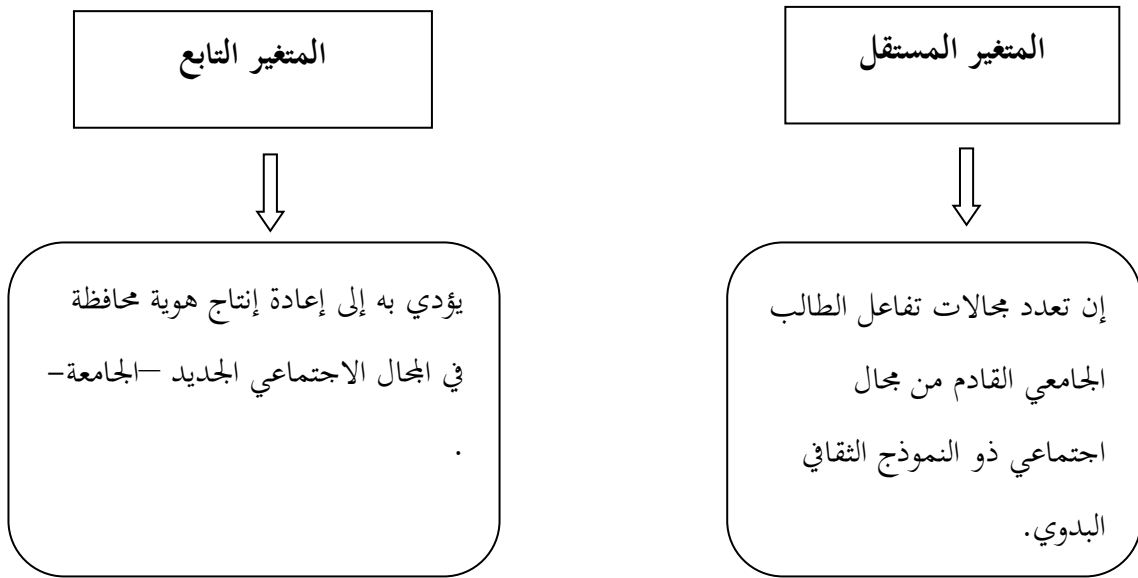 المتغير المستقل
المتغير التابع
إن تعدد مجالات تفاعل الطالب
الجامعي القادم من مجال
اجتماعي ذو النموذج الثقافي
البدوي.
يؤدي به إلى إعادة إنتاج هوية محافظة
في المجال الاجتماعي الجديد –الجامعة-
.